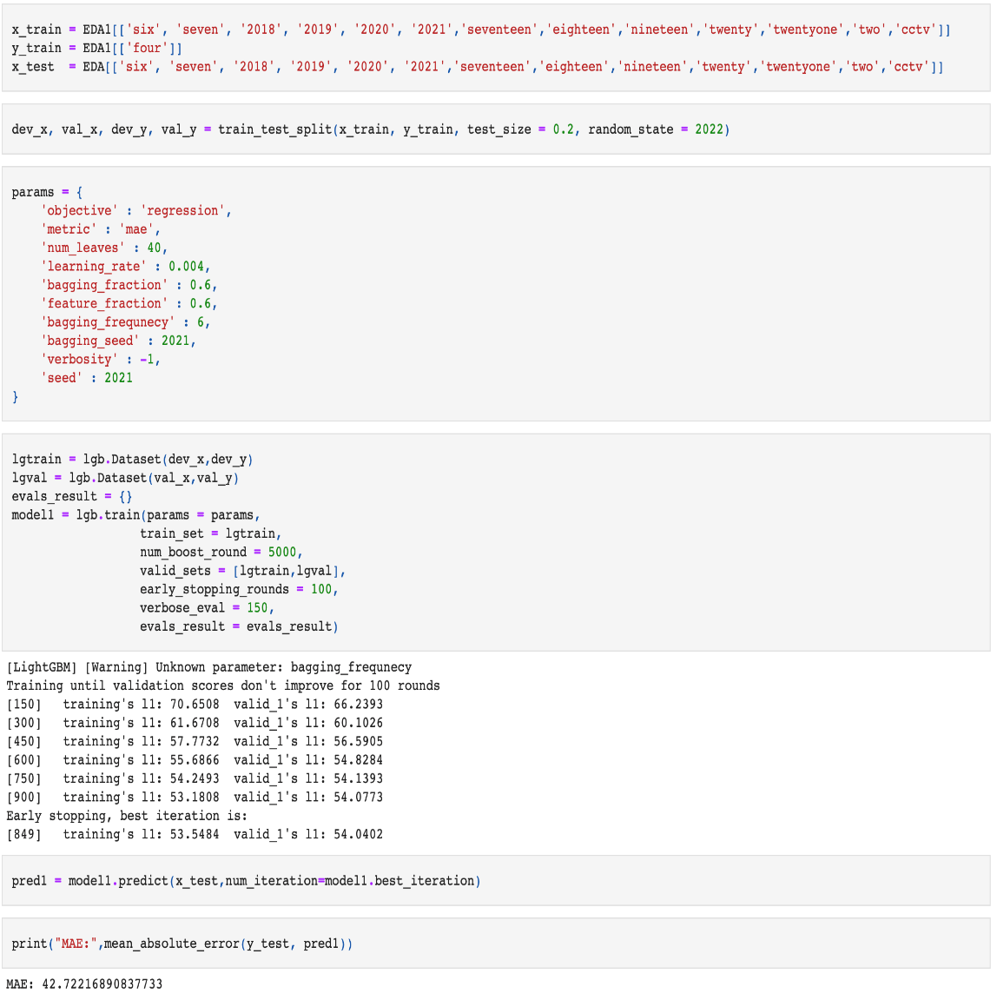 x_train = EDA1[['six', 'seven', '2018', '2019', '2020', '2021','seventeen','eighteen','nineteen','twenty','twentyone','two','cctv']]
y_train = EDA1[['four']]
x_test  = EDA[['six', 'seven', '2018', '2019', '2020', '2021','seventeen','eighteen','nineteen','twenty','twentyone','two','cctv']]
dev_x, val_x, dev_y, val_y = train_test_split(x_train, y_train, test_size = 0.2, random_state = 2022)
params = {
    'objective' : 'regression',
    'metric' : 'mae',
    'num_leaves' : 40,
    'learning_rate' : 0.004,
    'bagging_fraction' : 0.6,
    'feature_fraction' : 0.6,
    'bagging_frequnecy' : 6,
    'bagging_seed' : 2021,
    'verbosity' : -1,
    'seed' : 2021
}
lgtrain = lgb.Dataset(dev_x,dev_y)
lgval = lgb.Dataset(val_x,val_y)
evals_result = {}
model1 = lgb.train(params = params,
                  train_set = lgtrain,
                  num_boost_round = 5000,
                  valid_sets = [lgtrain,lgval],
                  early_stopping_rounds = 100,
                  verbose_eval = 150,
                  evals_result = evals_result)
[LightGBM] [Warning] Unknown parameter: bagging_frequnecy
Training until validation scores don't improve for 100 rounds
[150]   training's l1: 70.6508  valid_1's l1: 66.2393
[300]   training's l1: 61.6708  valid_1's l1: 60.1026
[450]   training's l1: 57.7732  valid_1's l1: 56.5905
[600]   training's l1: 55.6866  valid_1's l1: 54.8284
[750]   training's l1: 54.2493  valid_1's l1: 54.1393
[900]   training's l1: 53.1808  valid_1's l1: 54.0773
Early stopping, best iteration is:
[849]   training's l1: 53.5484  valid_1's l1: 54.0402
pred1 = model1.predict(x_test,num_iteration=model1.best_iteration)
print("MAE:",mean_absolute_error(y_test, pred1))
MAE: 42.72216890837733